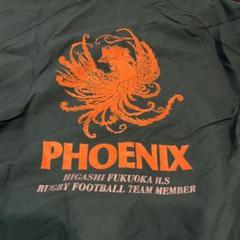 PHOENIX
HIGASHI FUKUOKA H.S
RUGBY FOOTBALL TEAM MEMBER